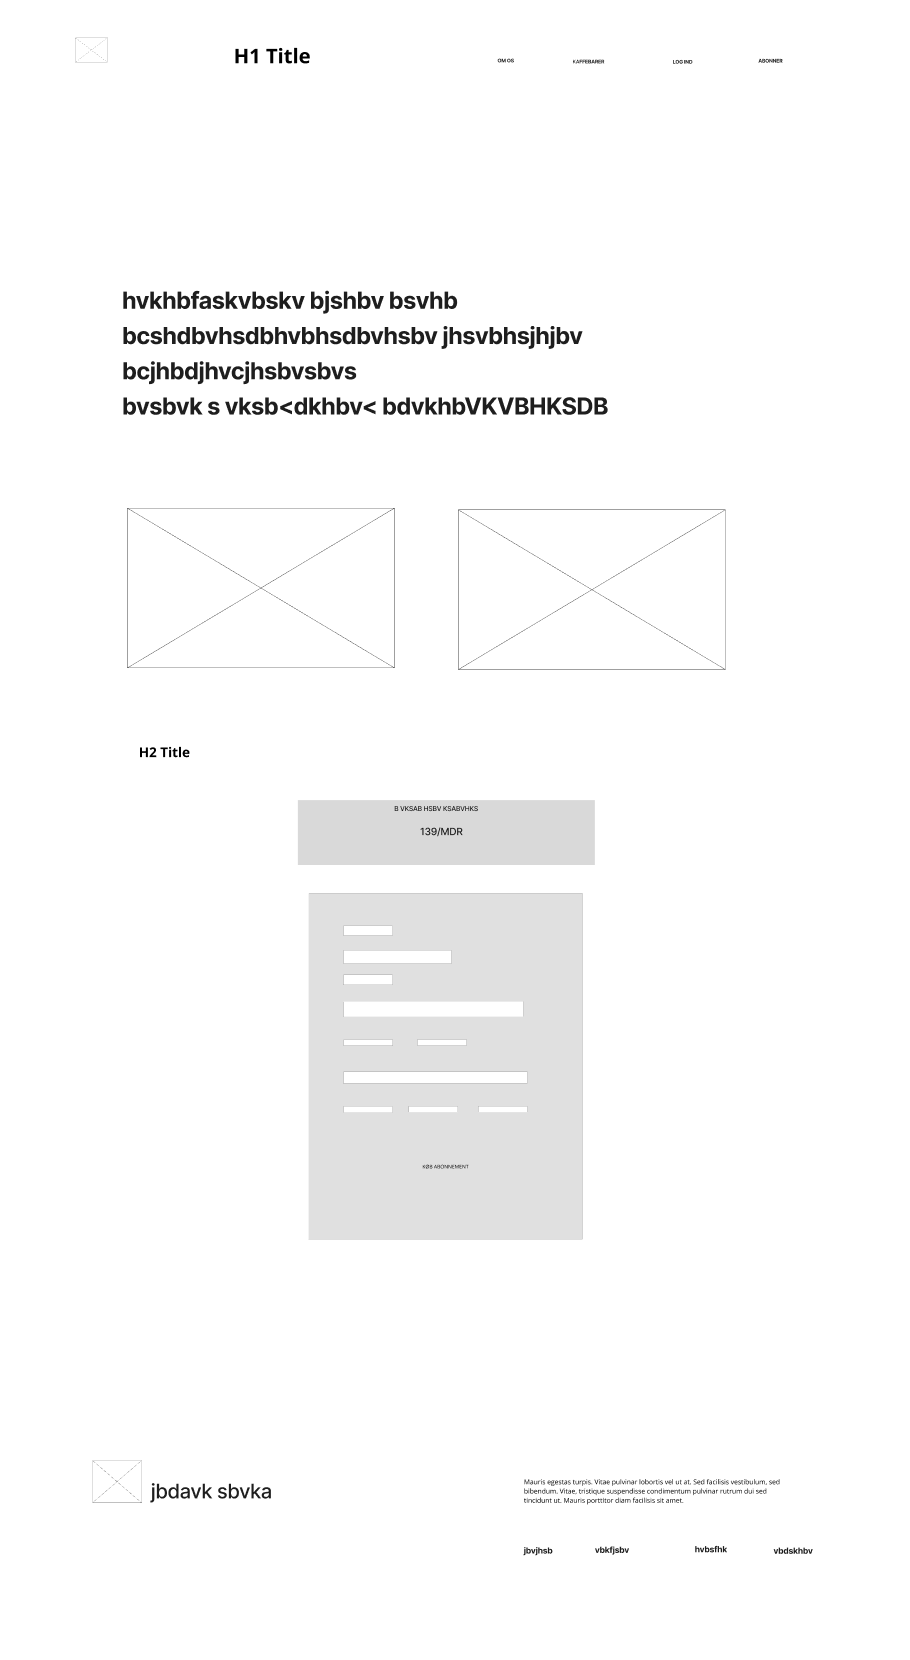 H1 Title
OM OS
KAFFEBARER
LOG IND
ABONNER
hvkhbfaskvbskv bjshbv bsvhb
bcshdbvhsdbhvbhsdbvhsbv jhsvbhsjhjbv
bcjhbdjhvcjhsbvsbvs
bvsbvk s vksb<dkhbv< bdvkhbVKVBHKSDB
H2 Title
B VKSAB HSBV KSABVHKS
139/MDR
KØB ABONNEMENT
jbdavk sbvka
Mauris egestas turpis. Vitae pulvinar lobortis vel ut at. Sed facilisis vestibulum, sed
bibendum. Vitae, tristique suspendisse condimentum pulvinar rutrum dui sed
tincidunt ut. Mauris porttitor diam facilisis sit amet.
jbvjhsb
vbkfjsbv
hvbsfhk
vbdskhbv